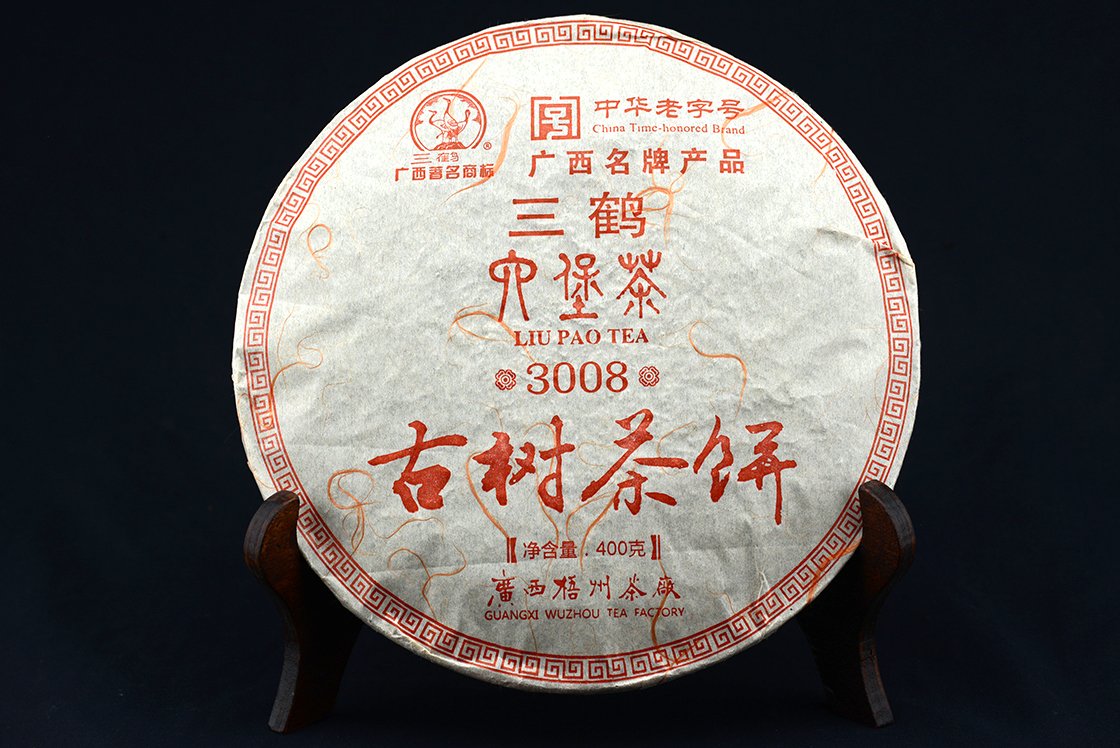 三鹤®
广西著名商标
中华老字号
China Time-honored Brand
广西名牌产品
三鹤
六堡茶
LIU PAO TEA
3008
古树茶饼
净含量：400克
廣西梧州茶廠
GUANGXI WUZHOU TEA FACTORY